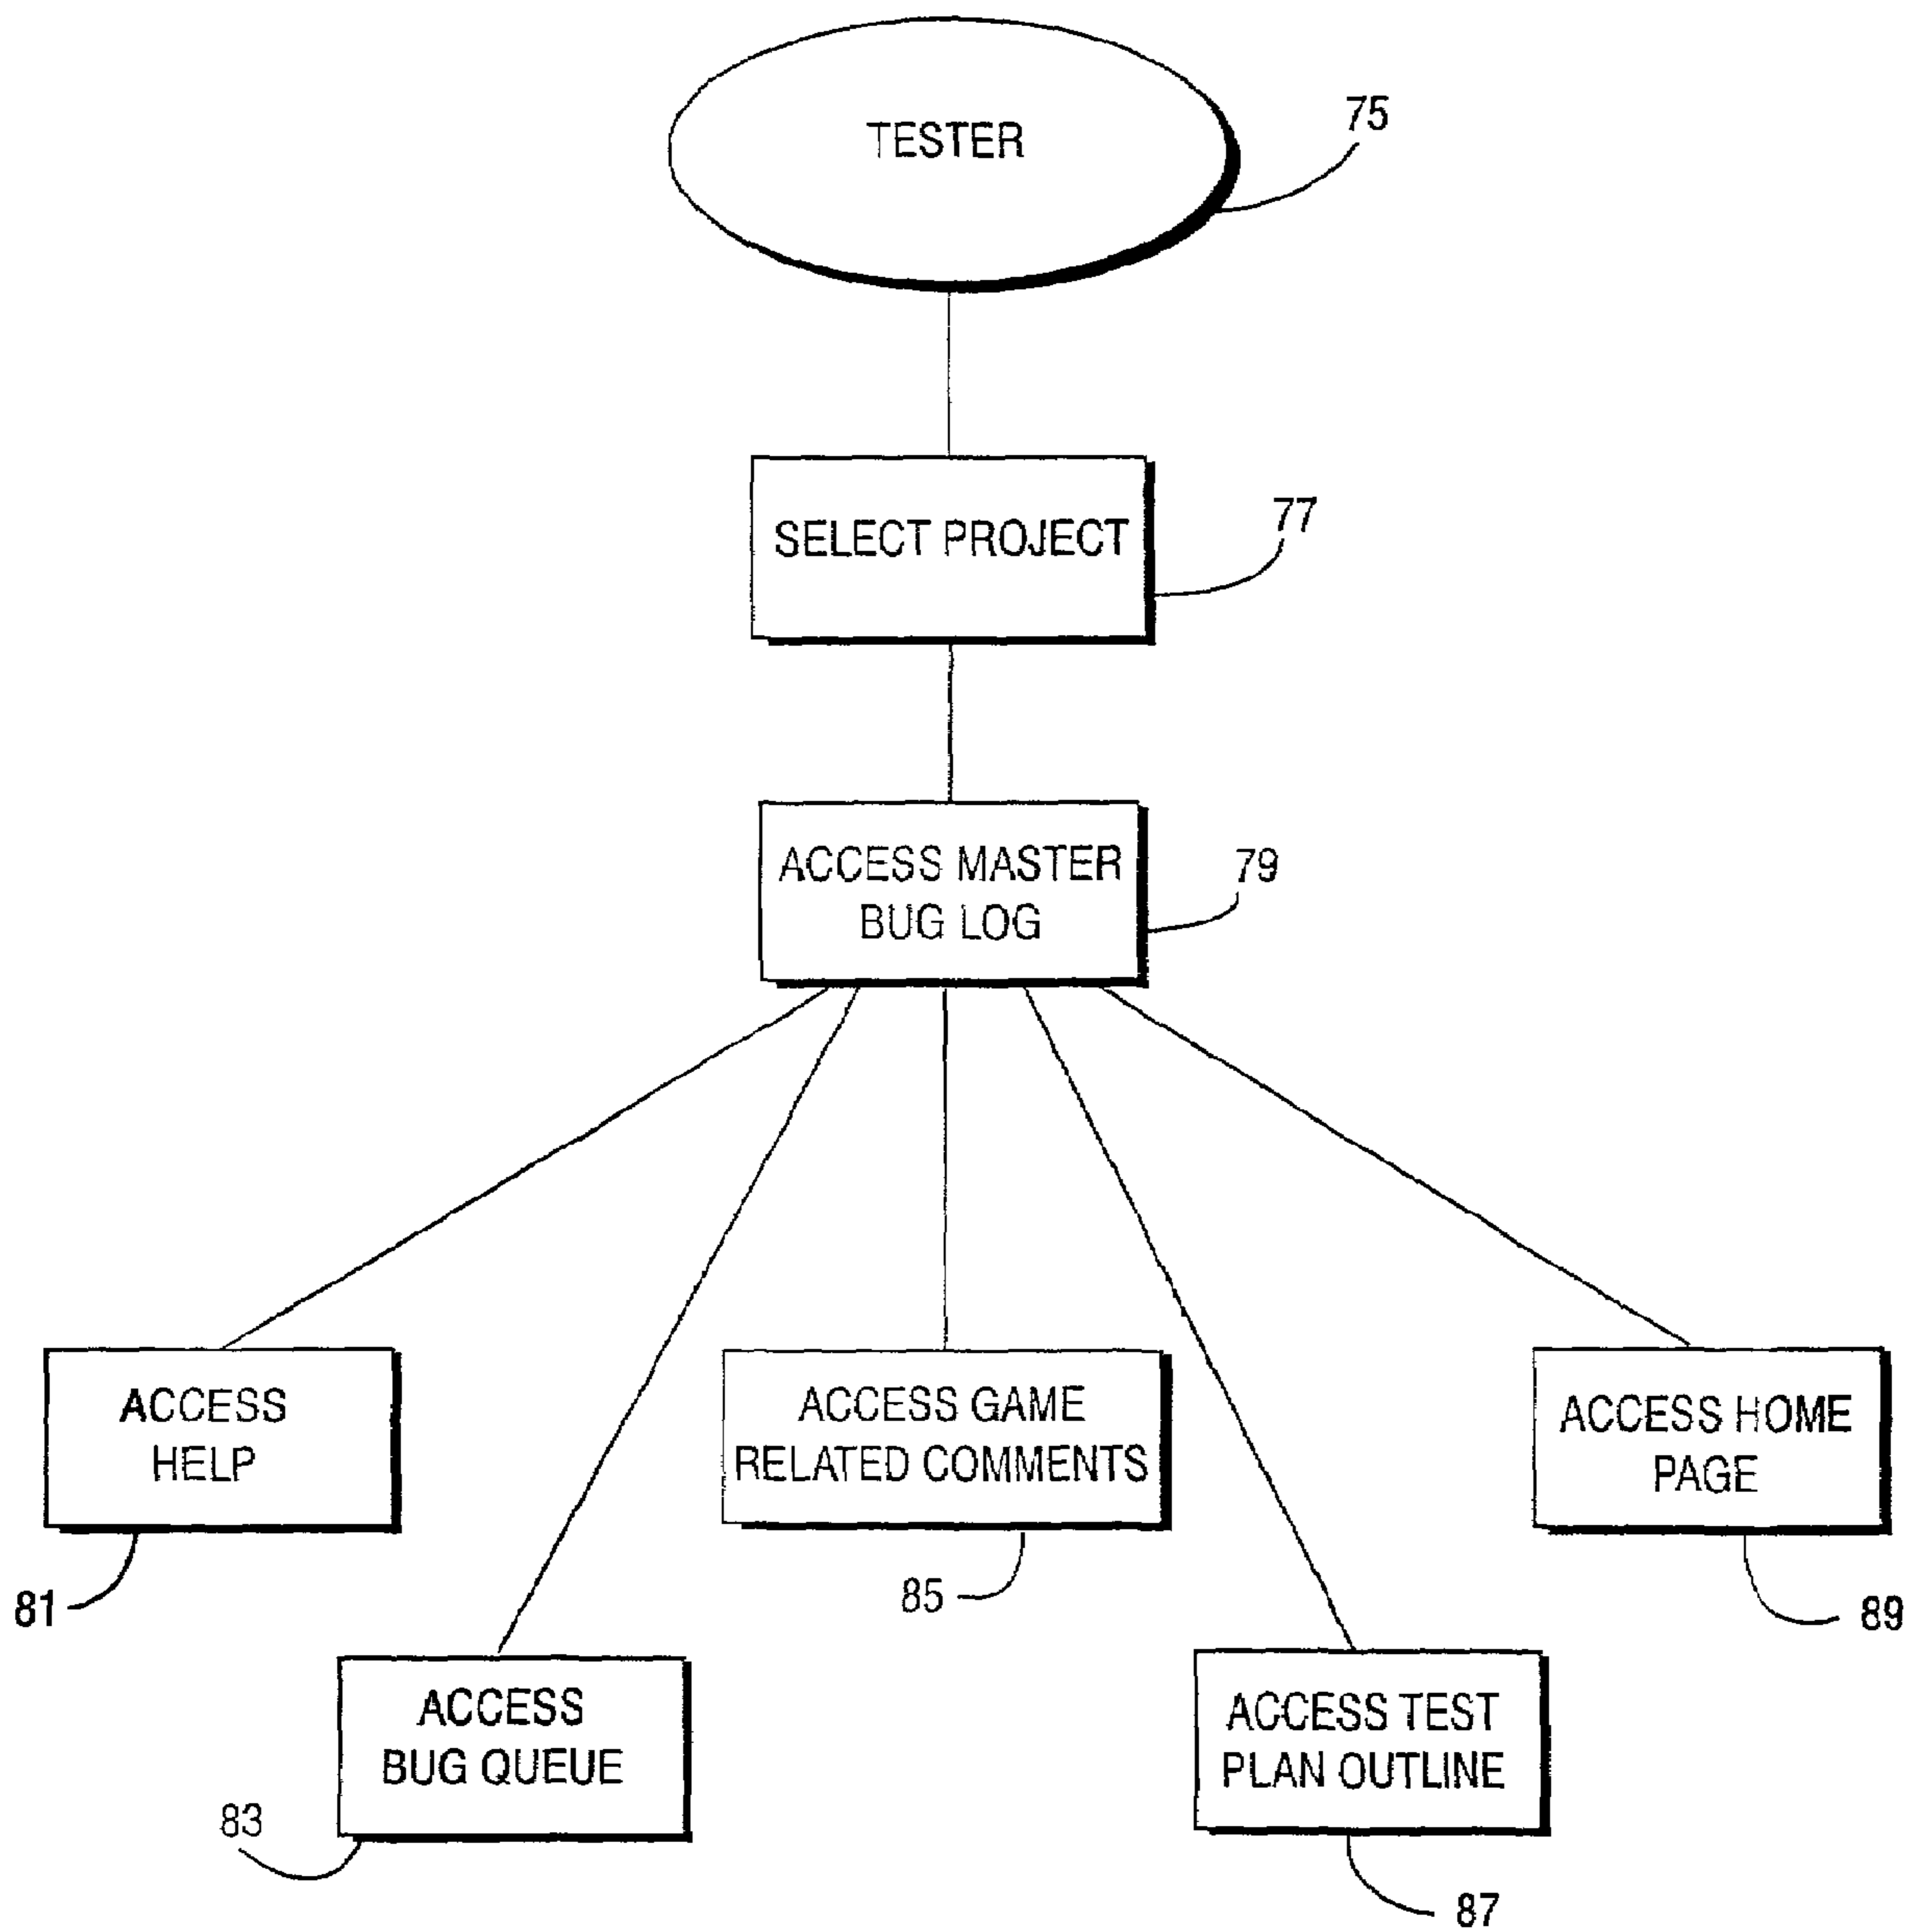 TESTER
75
SELECT PROJECT
77
ACCESS MASTER
BUG LOG
79
ACCESS
HELP
81
ACCESS GAME
RELATED COMMENTS
85
ACCESS HOME
PAGE
89
ACCESS
BUG QUEUE
83
ACCESS TEST
PLAN OUTLINE
87